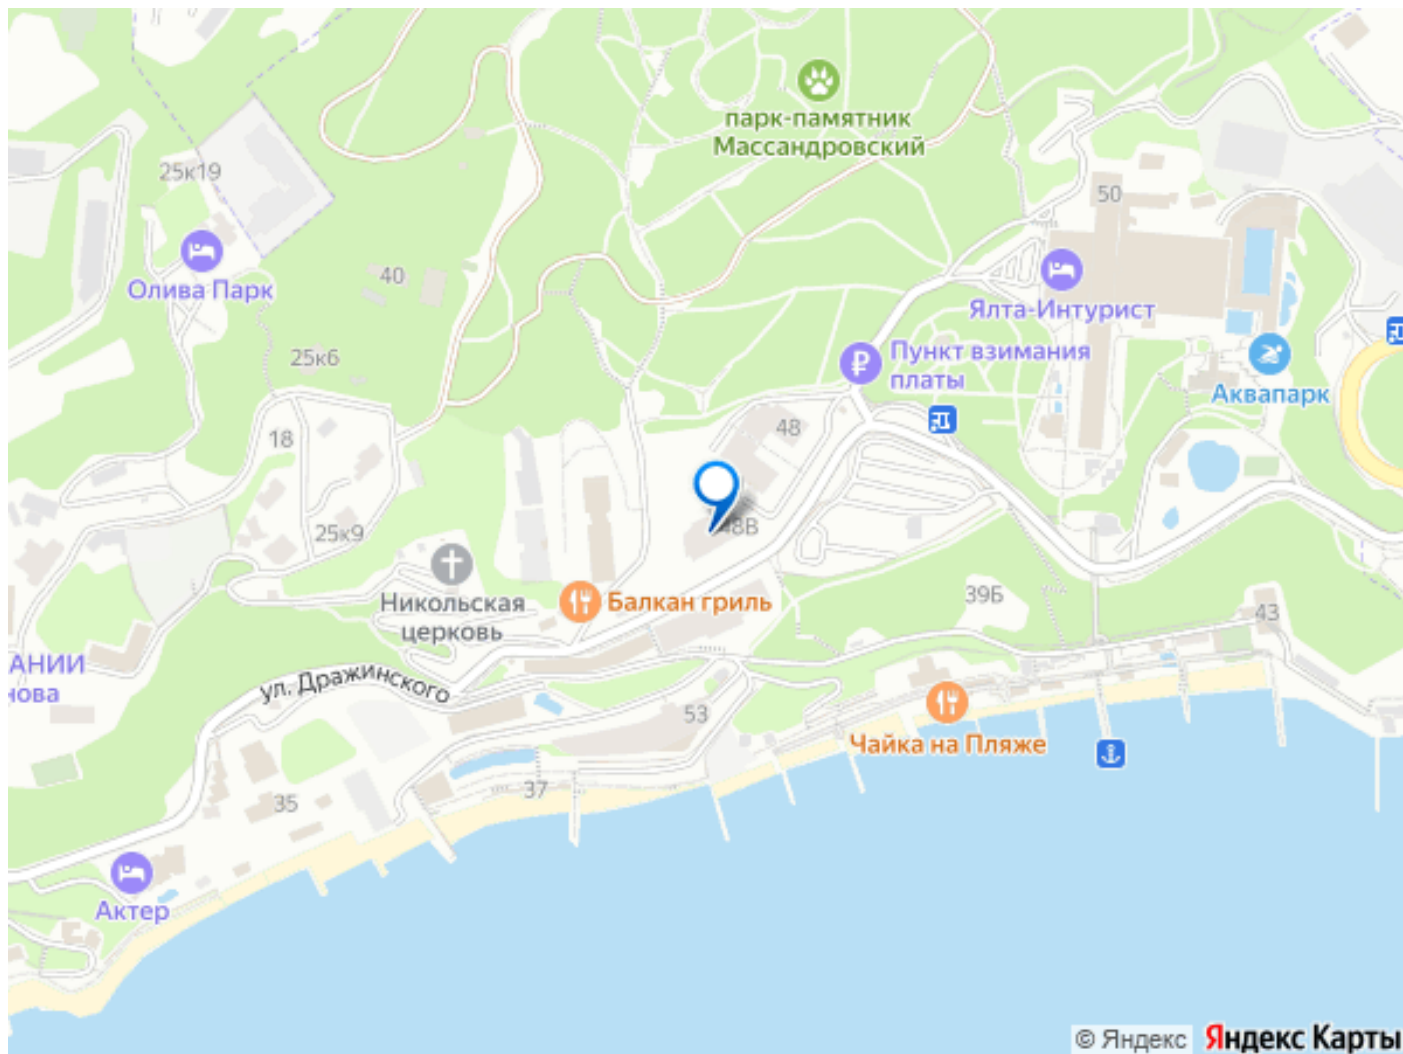 парк-памятник
Массандровский
25к19
50
Олива Парк
40
Ялта-Интурист
25к6
Пункт взимания
платы
Аквапарк
18
48
25к9
48В
Никольская
церковь
Балкан гриль
39Б
43
АНИИ
нова
ул. Дражинского
53
Чайка на Пляже
37
35
Актер
© Яндекс
Яндекс Карты